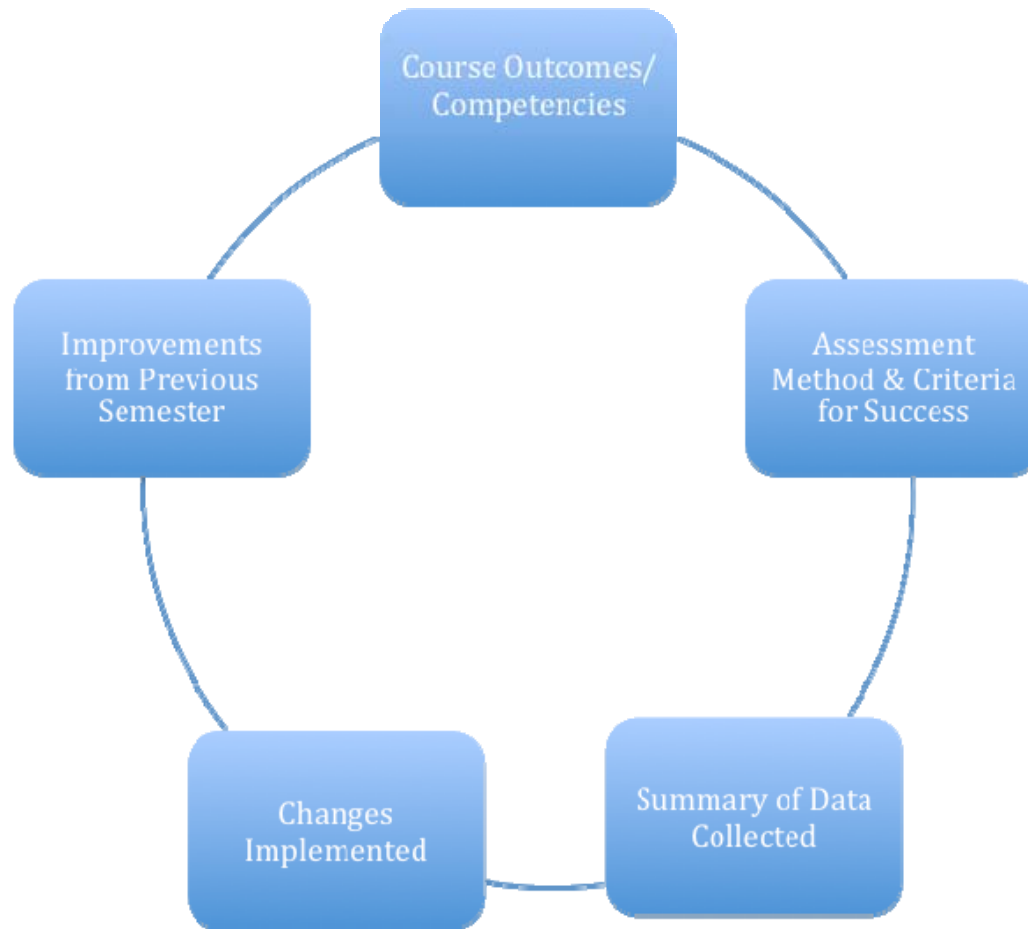 Course Outcomes/
Competencies
Assessment
Method & Criteria
for Success
Summary of Data
Collected
Changes
Implemented
Improvements
from Previous
Semester